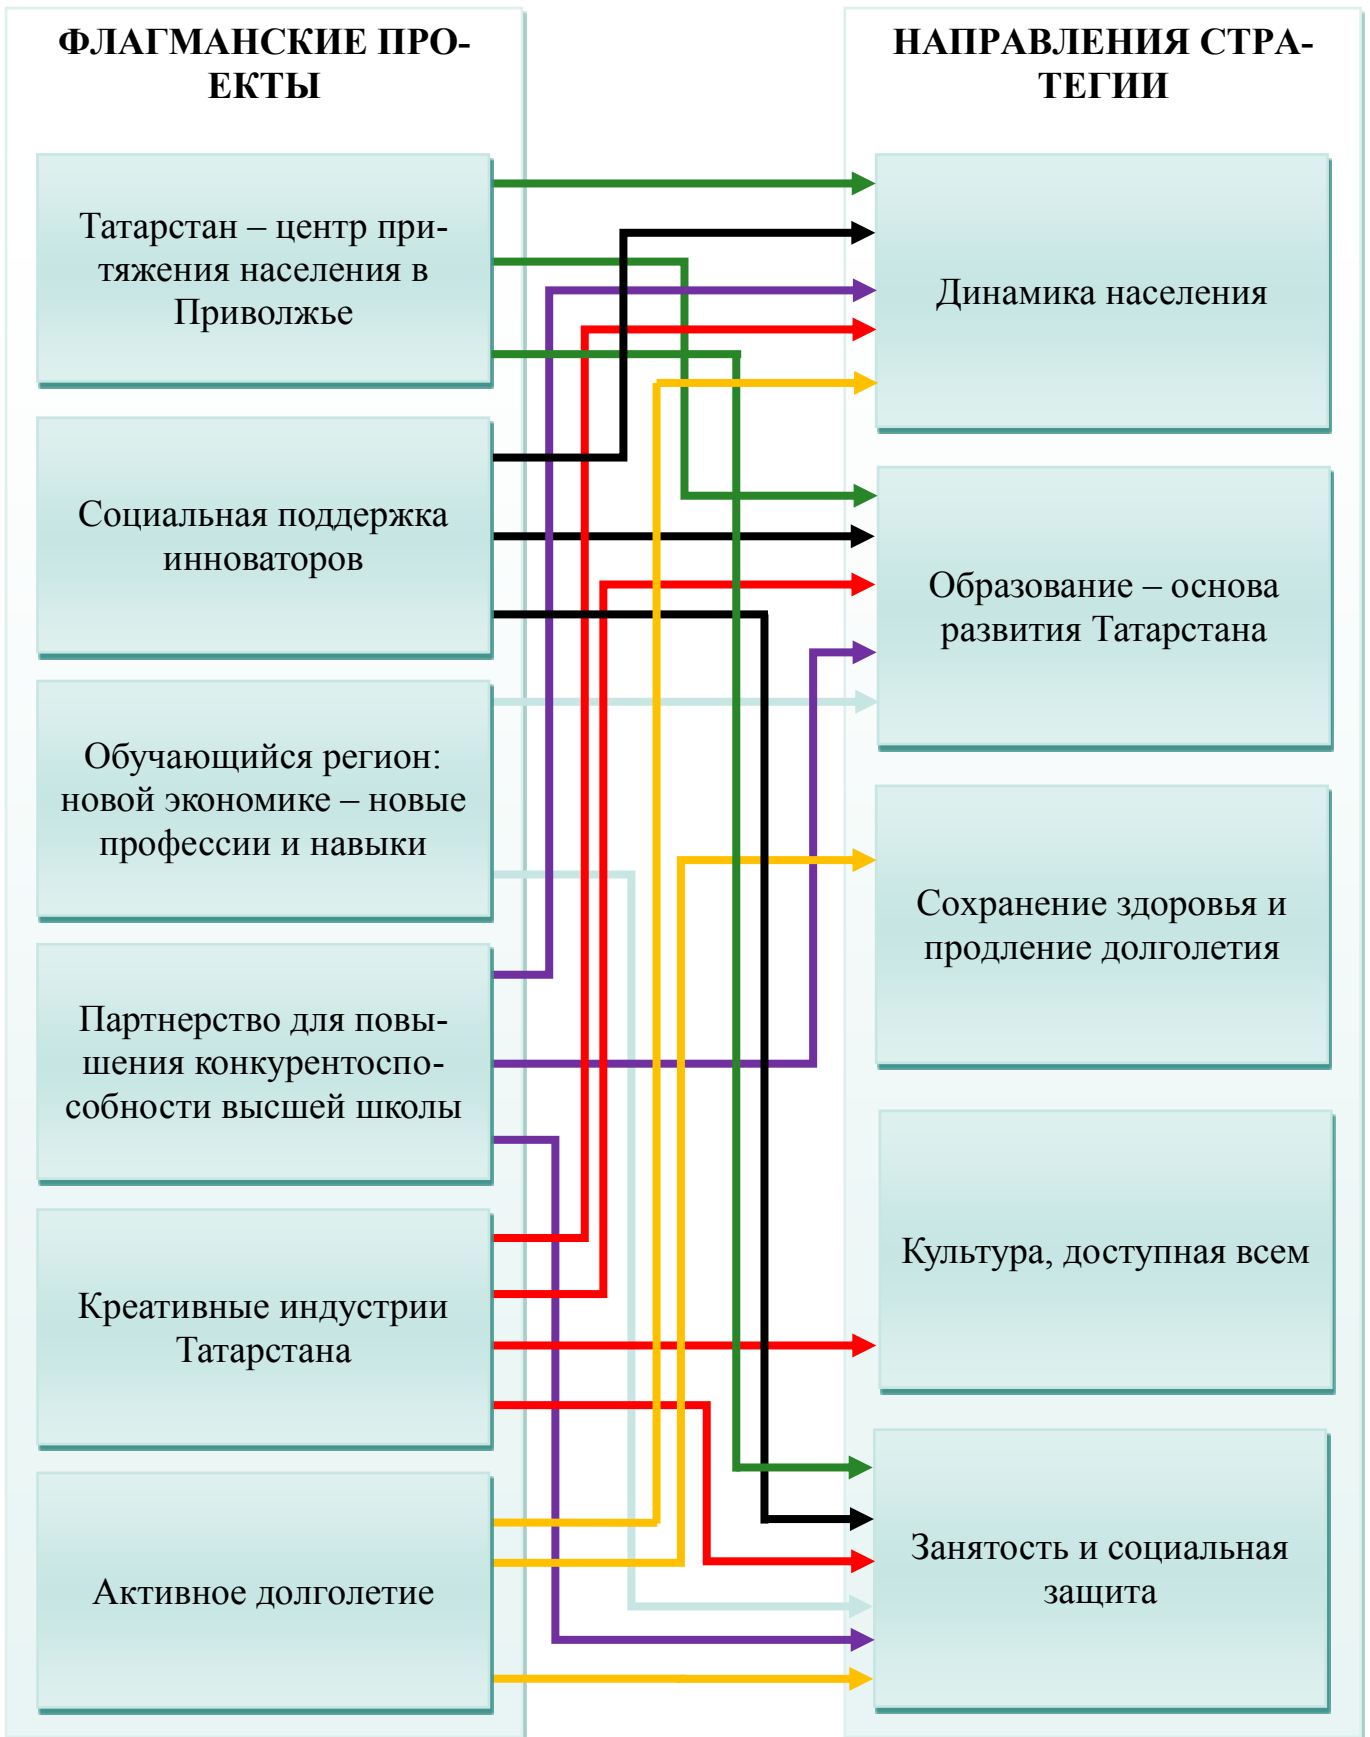 ФЛАГМАНСКИЕ ПРО-
ЕКТЫ
Татарстан – центр при-
тяжения населения в
Приволжье
Социальная поддержка
инноваторов
Обучающийся регион:
новой экономике – новые
профессии и навыки
Партнерство для повы-
шения конкурентоспо-
собности высшей школы
Креативные индустрии
Татарстана
Активное долголетие
НАПРАВЛЕНИЯ СТРА-
ТЕГИИ
Динамика населения
Образование – основа
развития Татарстана
Сохранение здоровья и
продление долголетия
Культура, доступная всем
Занятость и социальная
защита